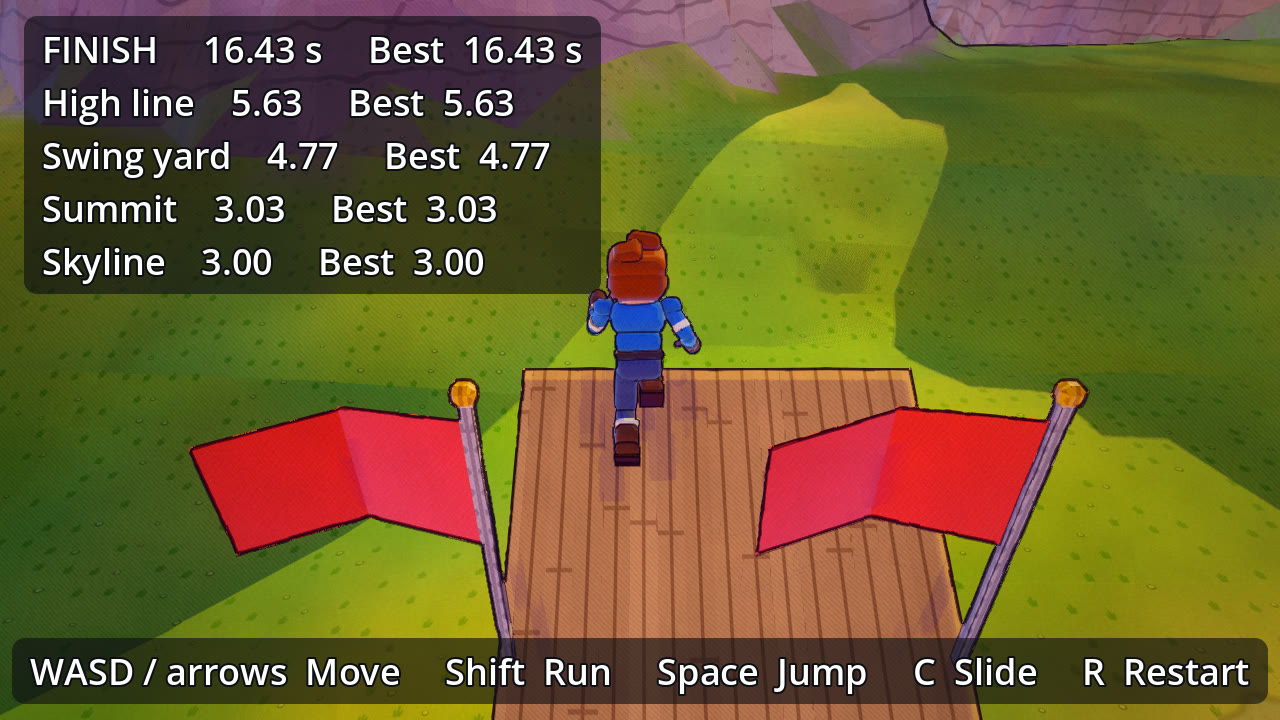 FINISH 16.43 s Best 16.43 s
High line 5.63 Best 5.63
Swing yard 4.77 Best 4.77
Summit 3.03 Best 3.03
Skyline 3.00 Best 3.00
WASD / arrows Move Shift Run Space Jump C Slide R Restart